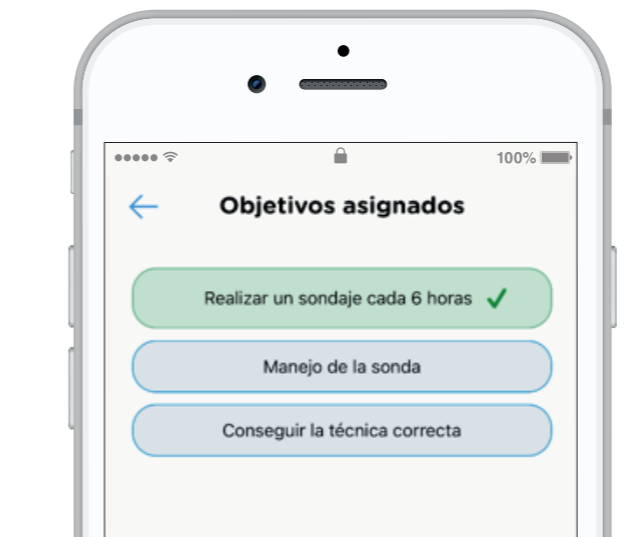 100%
Objetivos asignados
Realizar un sondaje cada 6 horas
Manejo de la sonda
Conseguir la técnica correcta